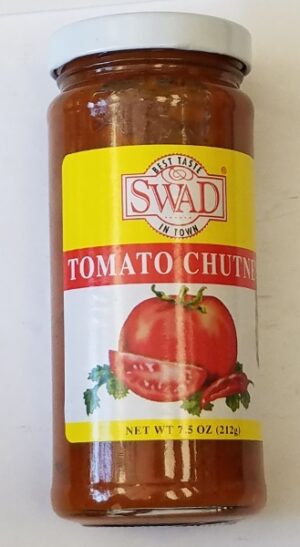 BEST TASTE
SWAD®
IN TOWN
TOMATO CHUTNE
NET WT 7.5 OZ (212g)